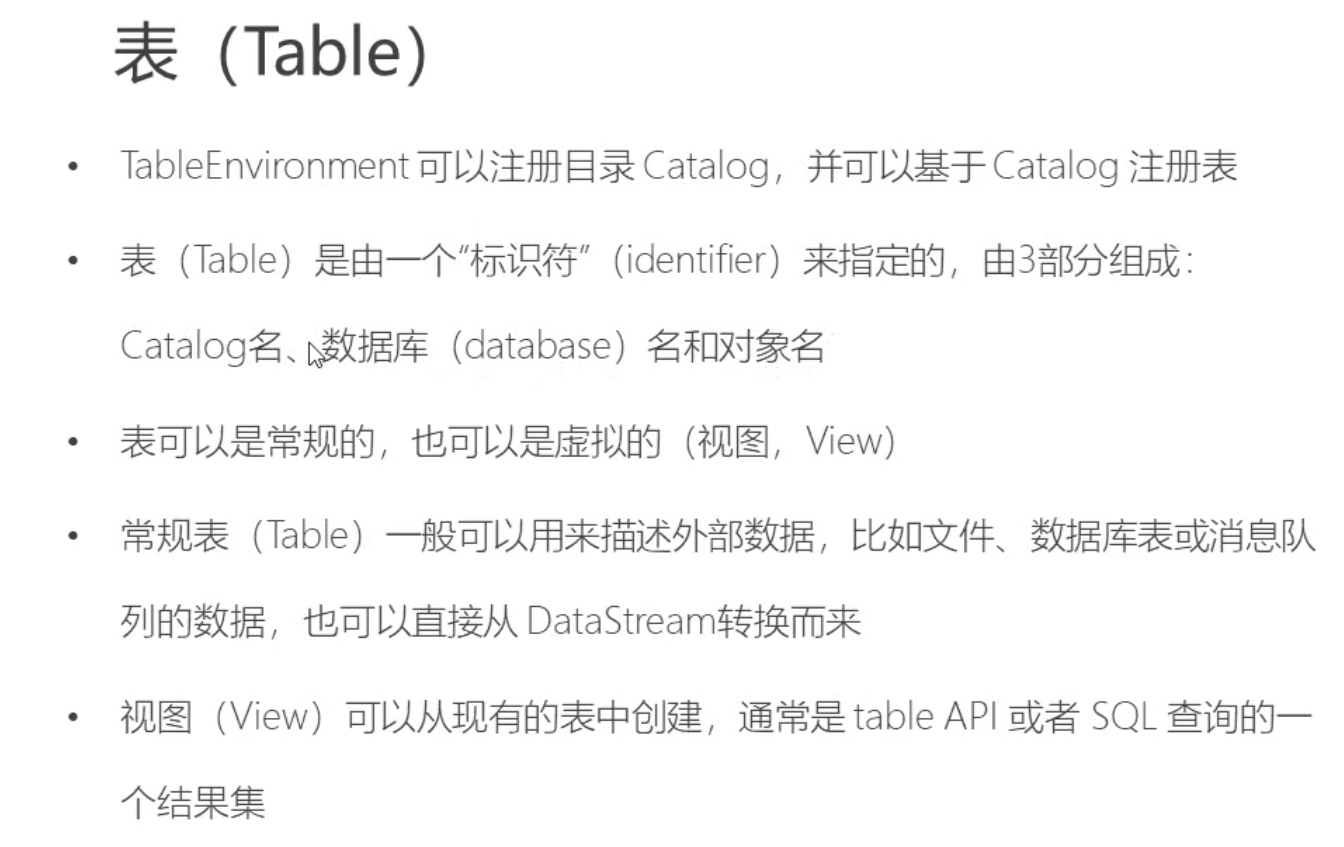 表（Table）
• TableEnvironment 可以注册目录 Catalog，并可以基于 Catalog 注册表
• 表（Table）是由一个“标识符”（identifier）来指定的，由3部分组成：
Catalog名、数据库（database）名和对象名
• 表可以是常规的，也可以是虚拟的（视图，View）
• 常规表（Table）一般可以用来描述外部数据，比如文件、数据库表或消息队
列的数据，也可以直接从 DataStream转换而来
• 视图（View）可以从现有的表中创建，通常是 table API 或者 SQL 查询的一
个结果集